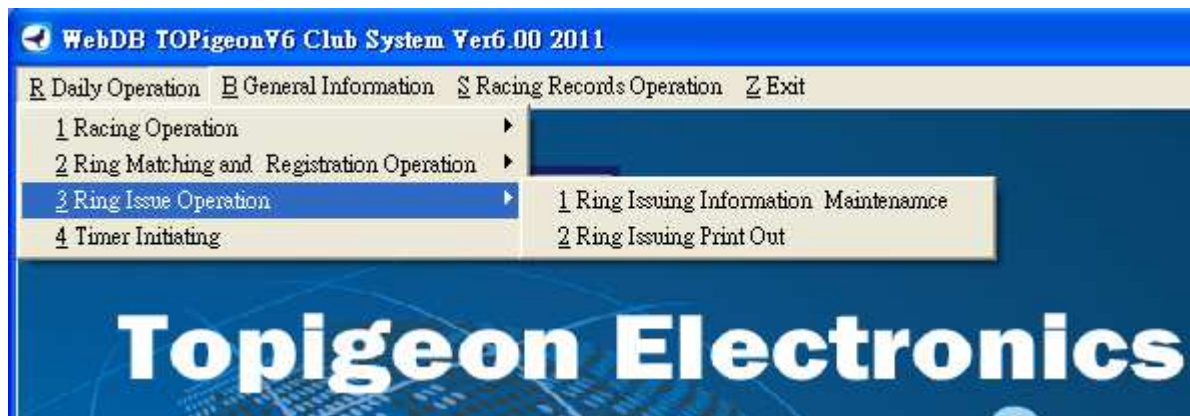 WebDB TOPigeonV6 Club System Ver6.00 2011
R Daily Operation B General Information S Racing Records Operation Z Exit
1 Racing Operation
2 Ring Matching and Registration Operation
3 Ring Issue Operation
1 Ring Issuing Information Maintenamce
4 Timer Initiating
2 Ring Issuing Print Out
Topigeon Electronics